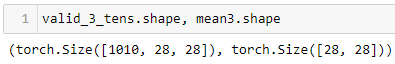 1 valid_3_tens.shape, mean3.shape
(torch.Size([1010, 28, 28]), torch.Size([28, 28]))